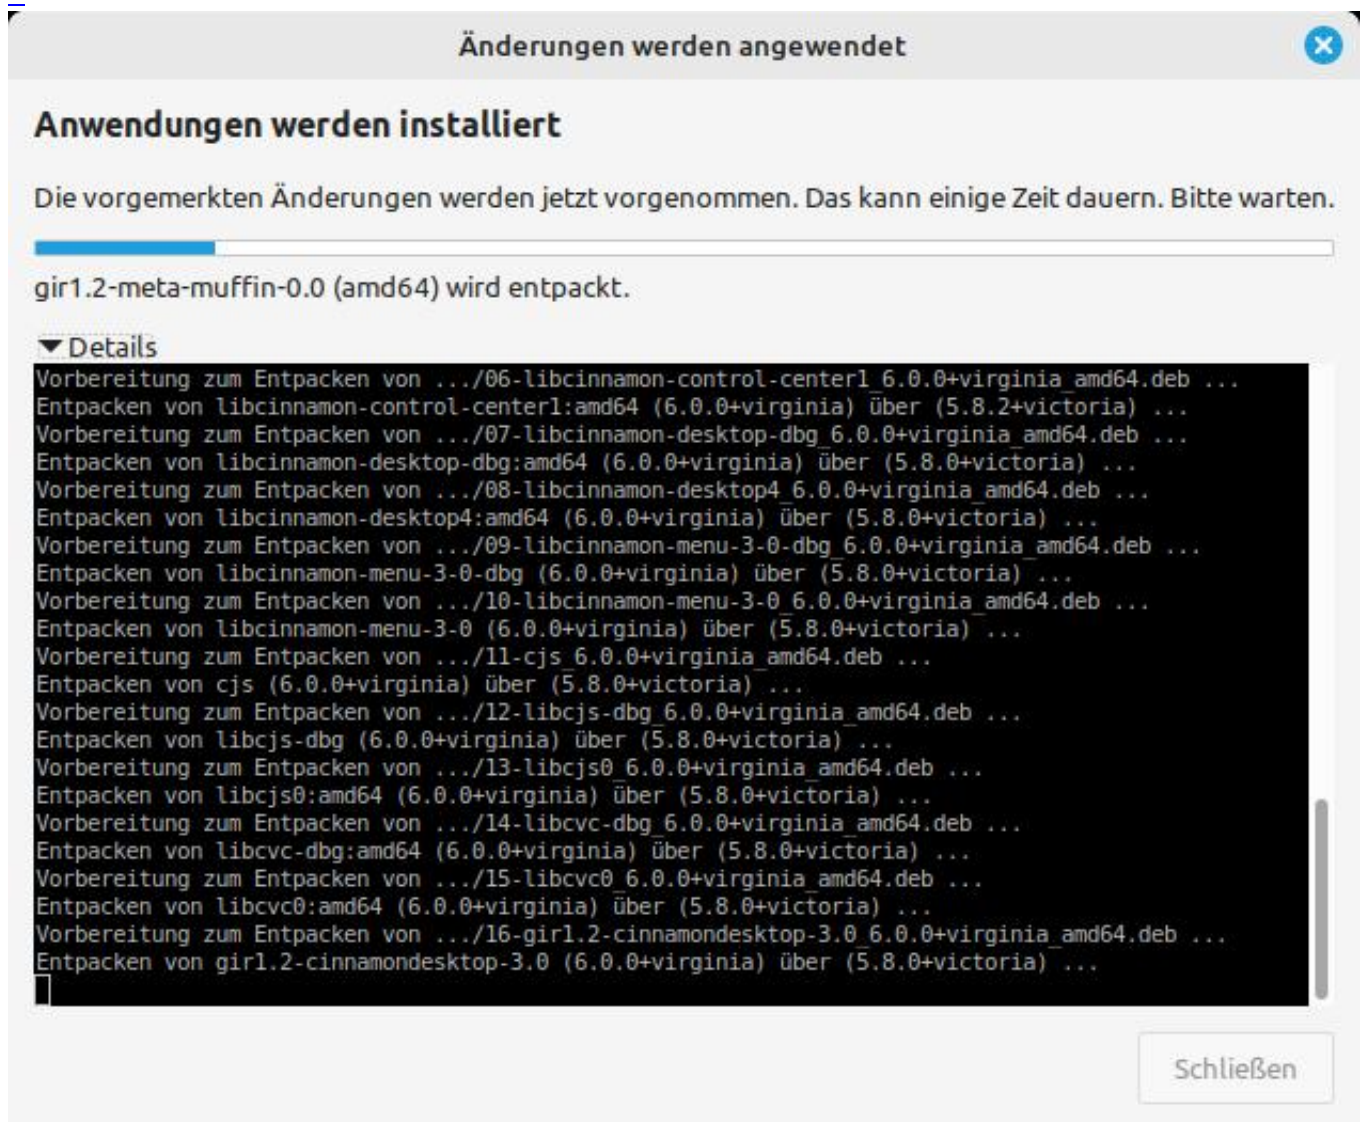 Änderungen werden angewendet
Anwendungen werden installiert
Die vorgemerkten Änderungen werden jetzt vorgenommen. Das kann einige Zeit dauern. Bitte warten.
gir1.2-meta-muffin-0.0 (amd64) wird entpackt.
Details
Vorbereitung zum Entpacken von .../06-libcinnamon-control-center1_6.0.0+virginia_amd64.deb ...
Entpacken von libcinnamon-control-center1:amd64 (6.0.0+virginia) über (5.8.2+victoria) ...
Vorbereitung zum Entpacken von .../07-libcinnamon-desktop-dbg_6.0.0+virginia_amd64.deb ...
Entpacken von libcinnamon-desktop-dbg:amd64 (6.0.0+virginia) über (5.8.0+victoria) ...
Vorbereitung zum Entpacken von .../08-libcinnamon-desktop4_6.0.0+virginia_amd64.deb ...
Entpacken von libcinnamon-desktop4:amd64 (6.0.0+virginia) über (5.8.0+victoria) ...
Vorbereitung zum Entpacken von .../09-libcinnamon-menu-3-0-dbg_6.0.0+virginia_amd64.deb ...
Entpacken von libcinnamon-menu-3-0-dbg (6.0.0+virginia) über (5.8.0+victoria) ...
Vorbereitung zum Entpacken von .../10-libcinnamon-menu-3-0_6.0.0+virginia_amd64.deb ...
Entpacken von libcinnamon-menu-3-0 (6.0.0+virginia) über (5.8.0+victoria) ...
Vorbereitung zum Entpacken von .../11-cjs_6.0.0+virginia_amd64.deb ...
Entpacken von cjs (6.0.0+virginia) über (5.8.0+victoria) ...
Vorbereitung zum Entpacken von .../12-libcjs-dbg_6.0.0+virginia_amd64.deb ...
Entpacken von libcjs-dbg (6.0.0+virginia) über (5.8.0+victoria) ...
Vorbereitung zum Entpacken von .../13-libcjs0_6.0.0+virginia_amd64.deb ...
Entpacken von libcjs0:amd64 (6.0.0+virginia) über (5.8.0+victoria) ...
Vorbereitung zum Entpacken von .../14-libcvc-dbg_6.0.0+virginia_amd64.deb ...
Entpacken von libcvc-dbg:amd64 (6.0.0+virginia) über (5.8.0+victoria) ...
Vorbereitung zum Entpacken von .../15-libcvc0_6.0.0+virginia_amd64.deb ...
Entpacken von libcvc0:amd64 (6.0.0+virginia) über (5.8.0+victoria) ...
Vorbereitung zum Entpacken von .../16-gir1.2-cinnamondesktop-3.0_6.0.0+virginia_amd64.deb ...
Entpacken von gir1.2-cinnamondesktop-3.0 (6.0.0+virginia) über (5.8.0+victoria) ...
Schließen